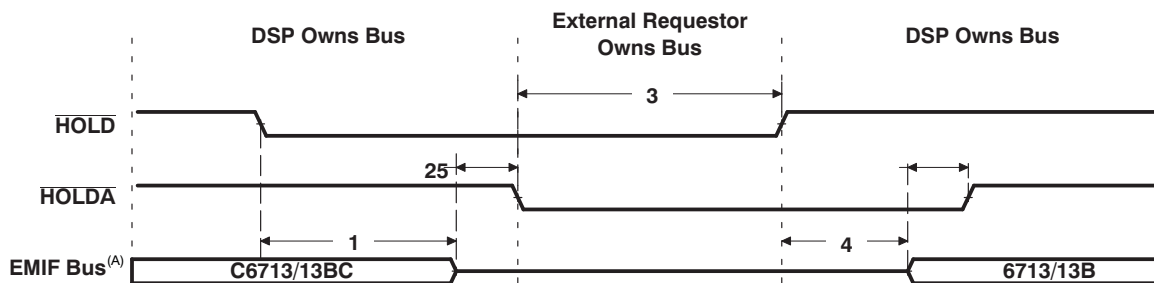 DSP Owns Bus
External Requestor
Owns Bus
DSP Owns Bus
3
HOLD
25
HOLDA
1
4
EMIF Bus(A)
C6713/13BC
6713/13B